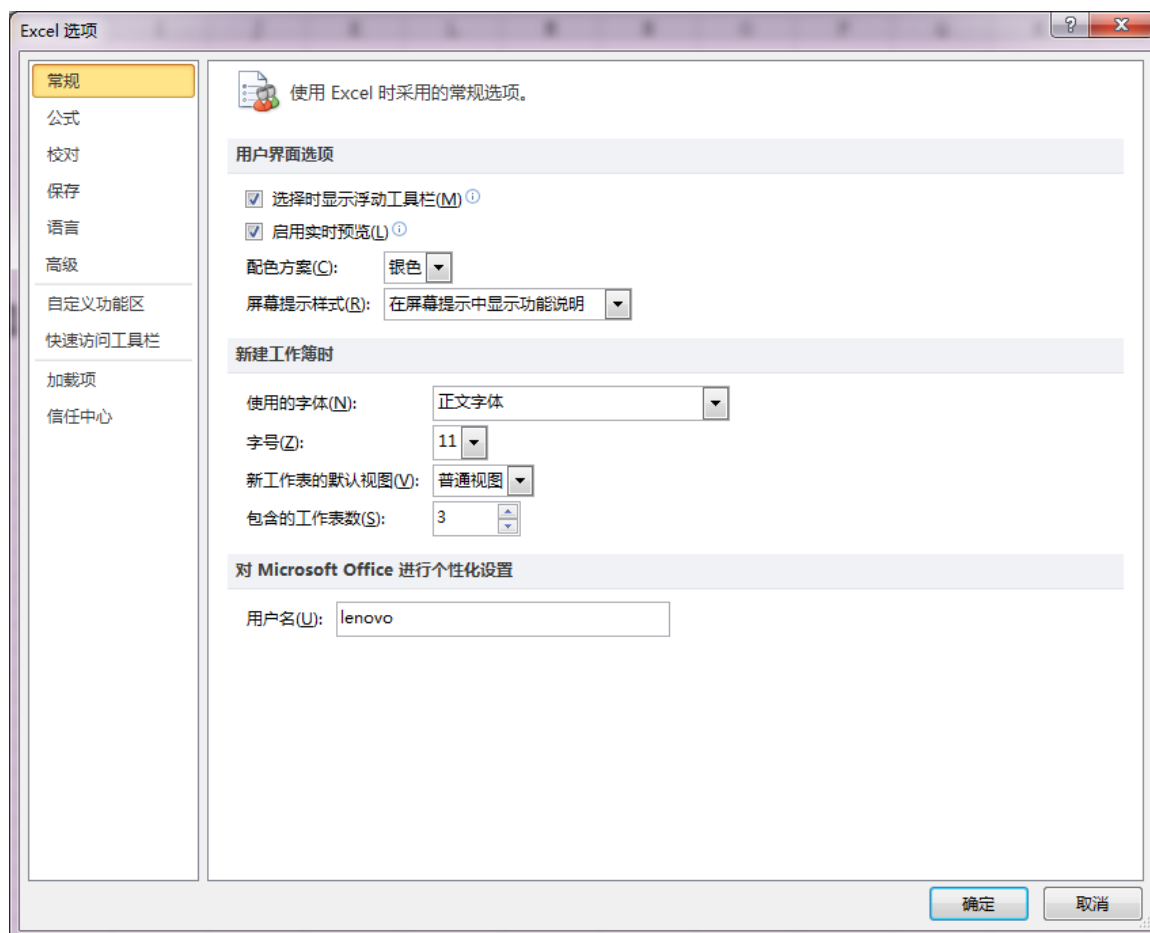 Excel 选项
常规
公式
校对
保存
语言
高级
自定义功能区
快速访问工具栏
加载项
信任中心
使用 Excel 时采用的常规选项。
用户界面选项
选择时显示浮动工具栏(M)
启用实时预览(L)
配色方案(C): 银色
屏幕提示样式(R): 在屏幕提示中显示功能说明
新建工作簿时
使用的字体(N): 正文字体
字号(Z): 11
新工作表的默认视图(V): 普通视图
包含的工作表数(S): 3
对 Microsoft Office 进行个性化设置
用户名(U): lenovo
确定 取消